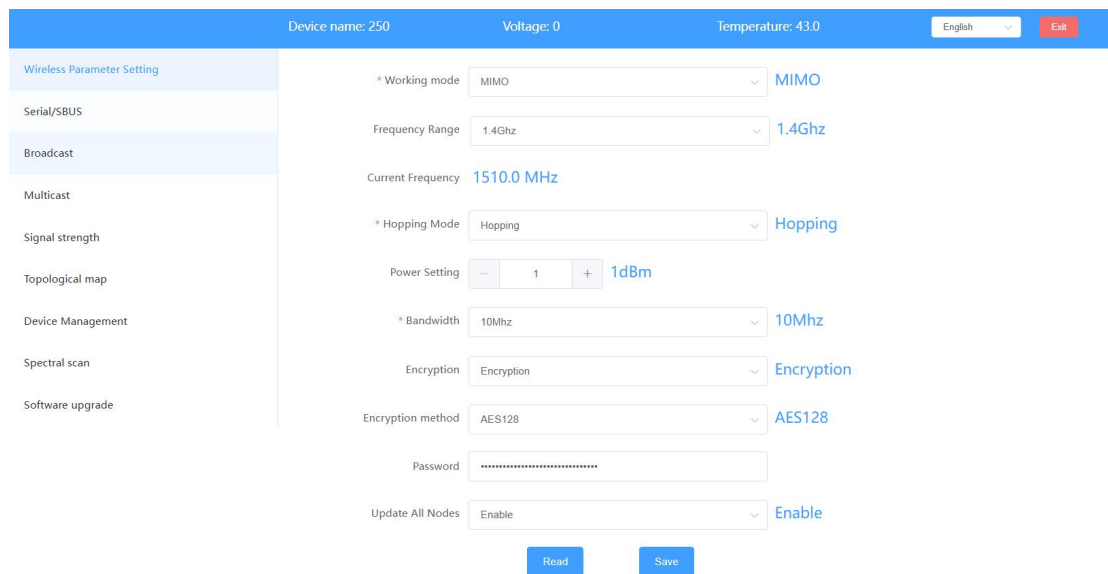 Device name: 250 Voltage: 0 Temperature: 43.0 English Exit
Wireless Parameter Setting
Serial/SBUS
Broadcast
Multicast
Signal strength
Topological map
Device Management
Spectral scan
Software upgrade
* Working mode MIMO MIMO
Frequency Range 1.4Ghz 1.4Ghz
Current Frequency 1510.0 MHz
* Hopping Mode Hopping Hopping
Power Setting − 1 + 1dBm
* Bandwidth 10Mhz 10Mhz
Encryption Encryption Encryption
Encryption method AES128 AES128
Password ••••••••••••••••••••••••••••••••
Update All Nodes Enable Enable
Read Save